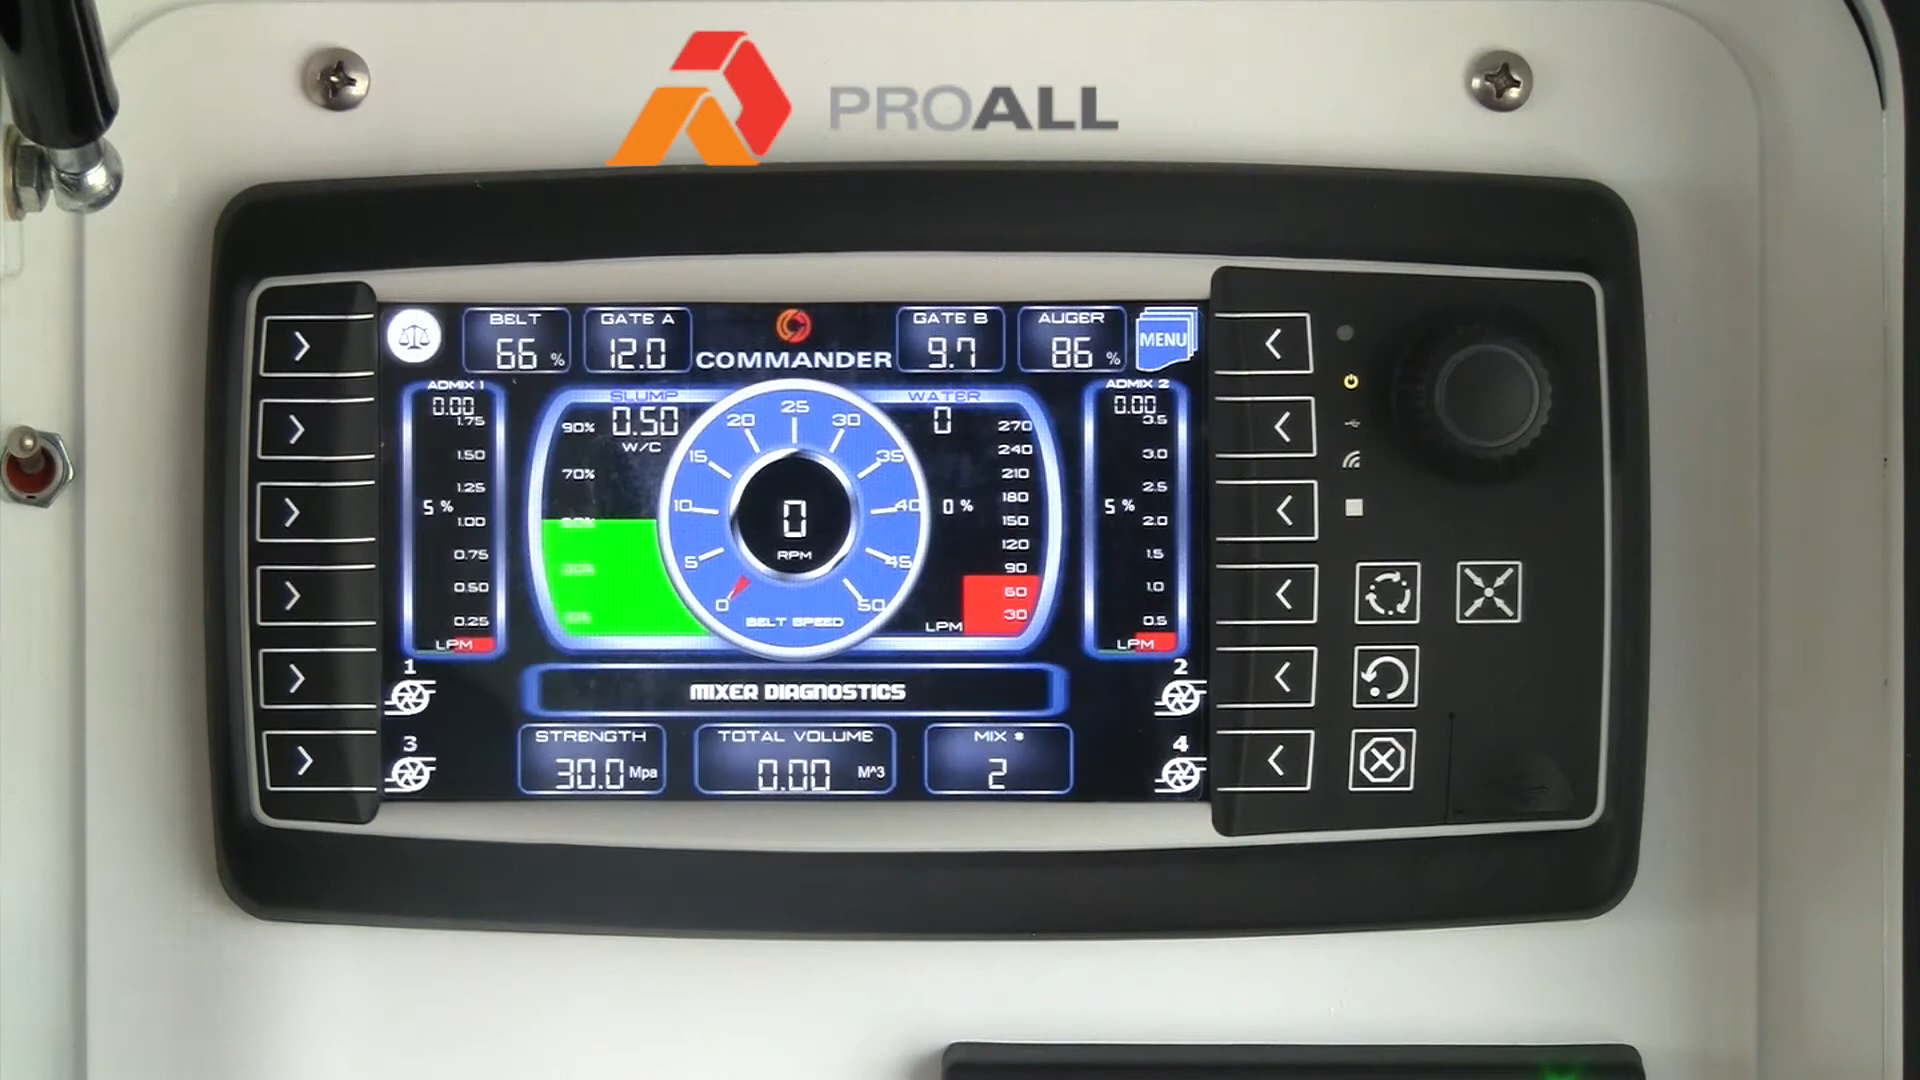 PROALL
BELT
66 %
GATE A
12.0
COMMANDER
GATE B
9.7
AUGER
86 %
MENU
ADMIX 1
0.00
1.75
1.50
1.25
5 %
1.00
0.75
0.50
0.25
LPM
SLUMP
0.50
W/C
90%
70%
0
5
10
15
20
25
30
35
40
45
50
0
RPM
BELT SPEED
WATER
0
0 %
270
240
210
180
150
120
90
60
30
LPM
ADMIX 2
0.00
3.5
3.0
2.5
5 %
2.0
1.5
1.0
0.5
LPM
1
2
MIXER DIAGNOSTICS
3
4
STRENGTH
30.0 Mpa
TOTAL VOLUME
0.00 M^3
MIX #
2